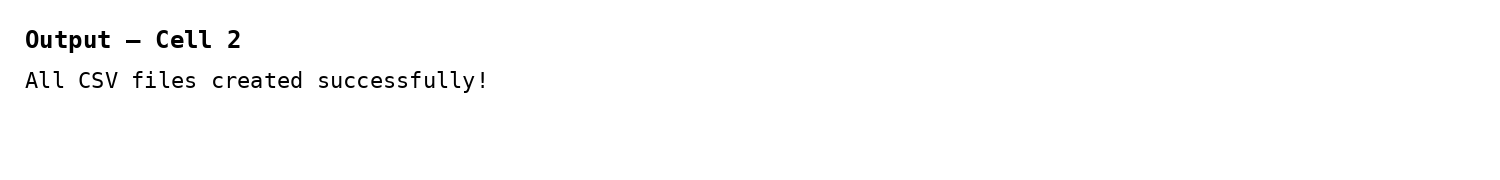 Output — Cell 2
All CSV files created successfully!